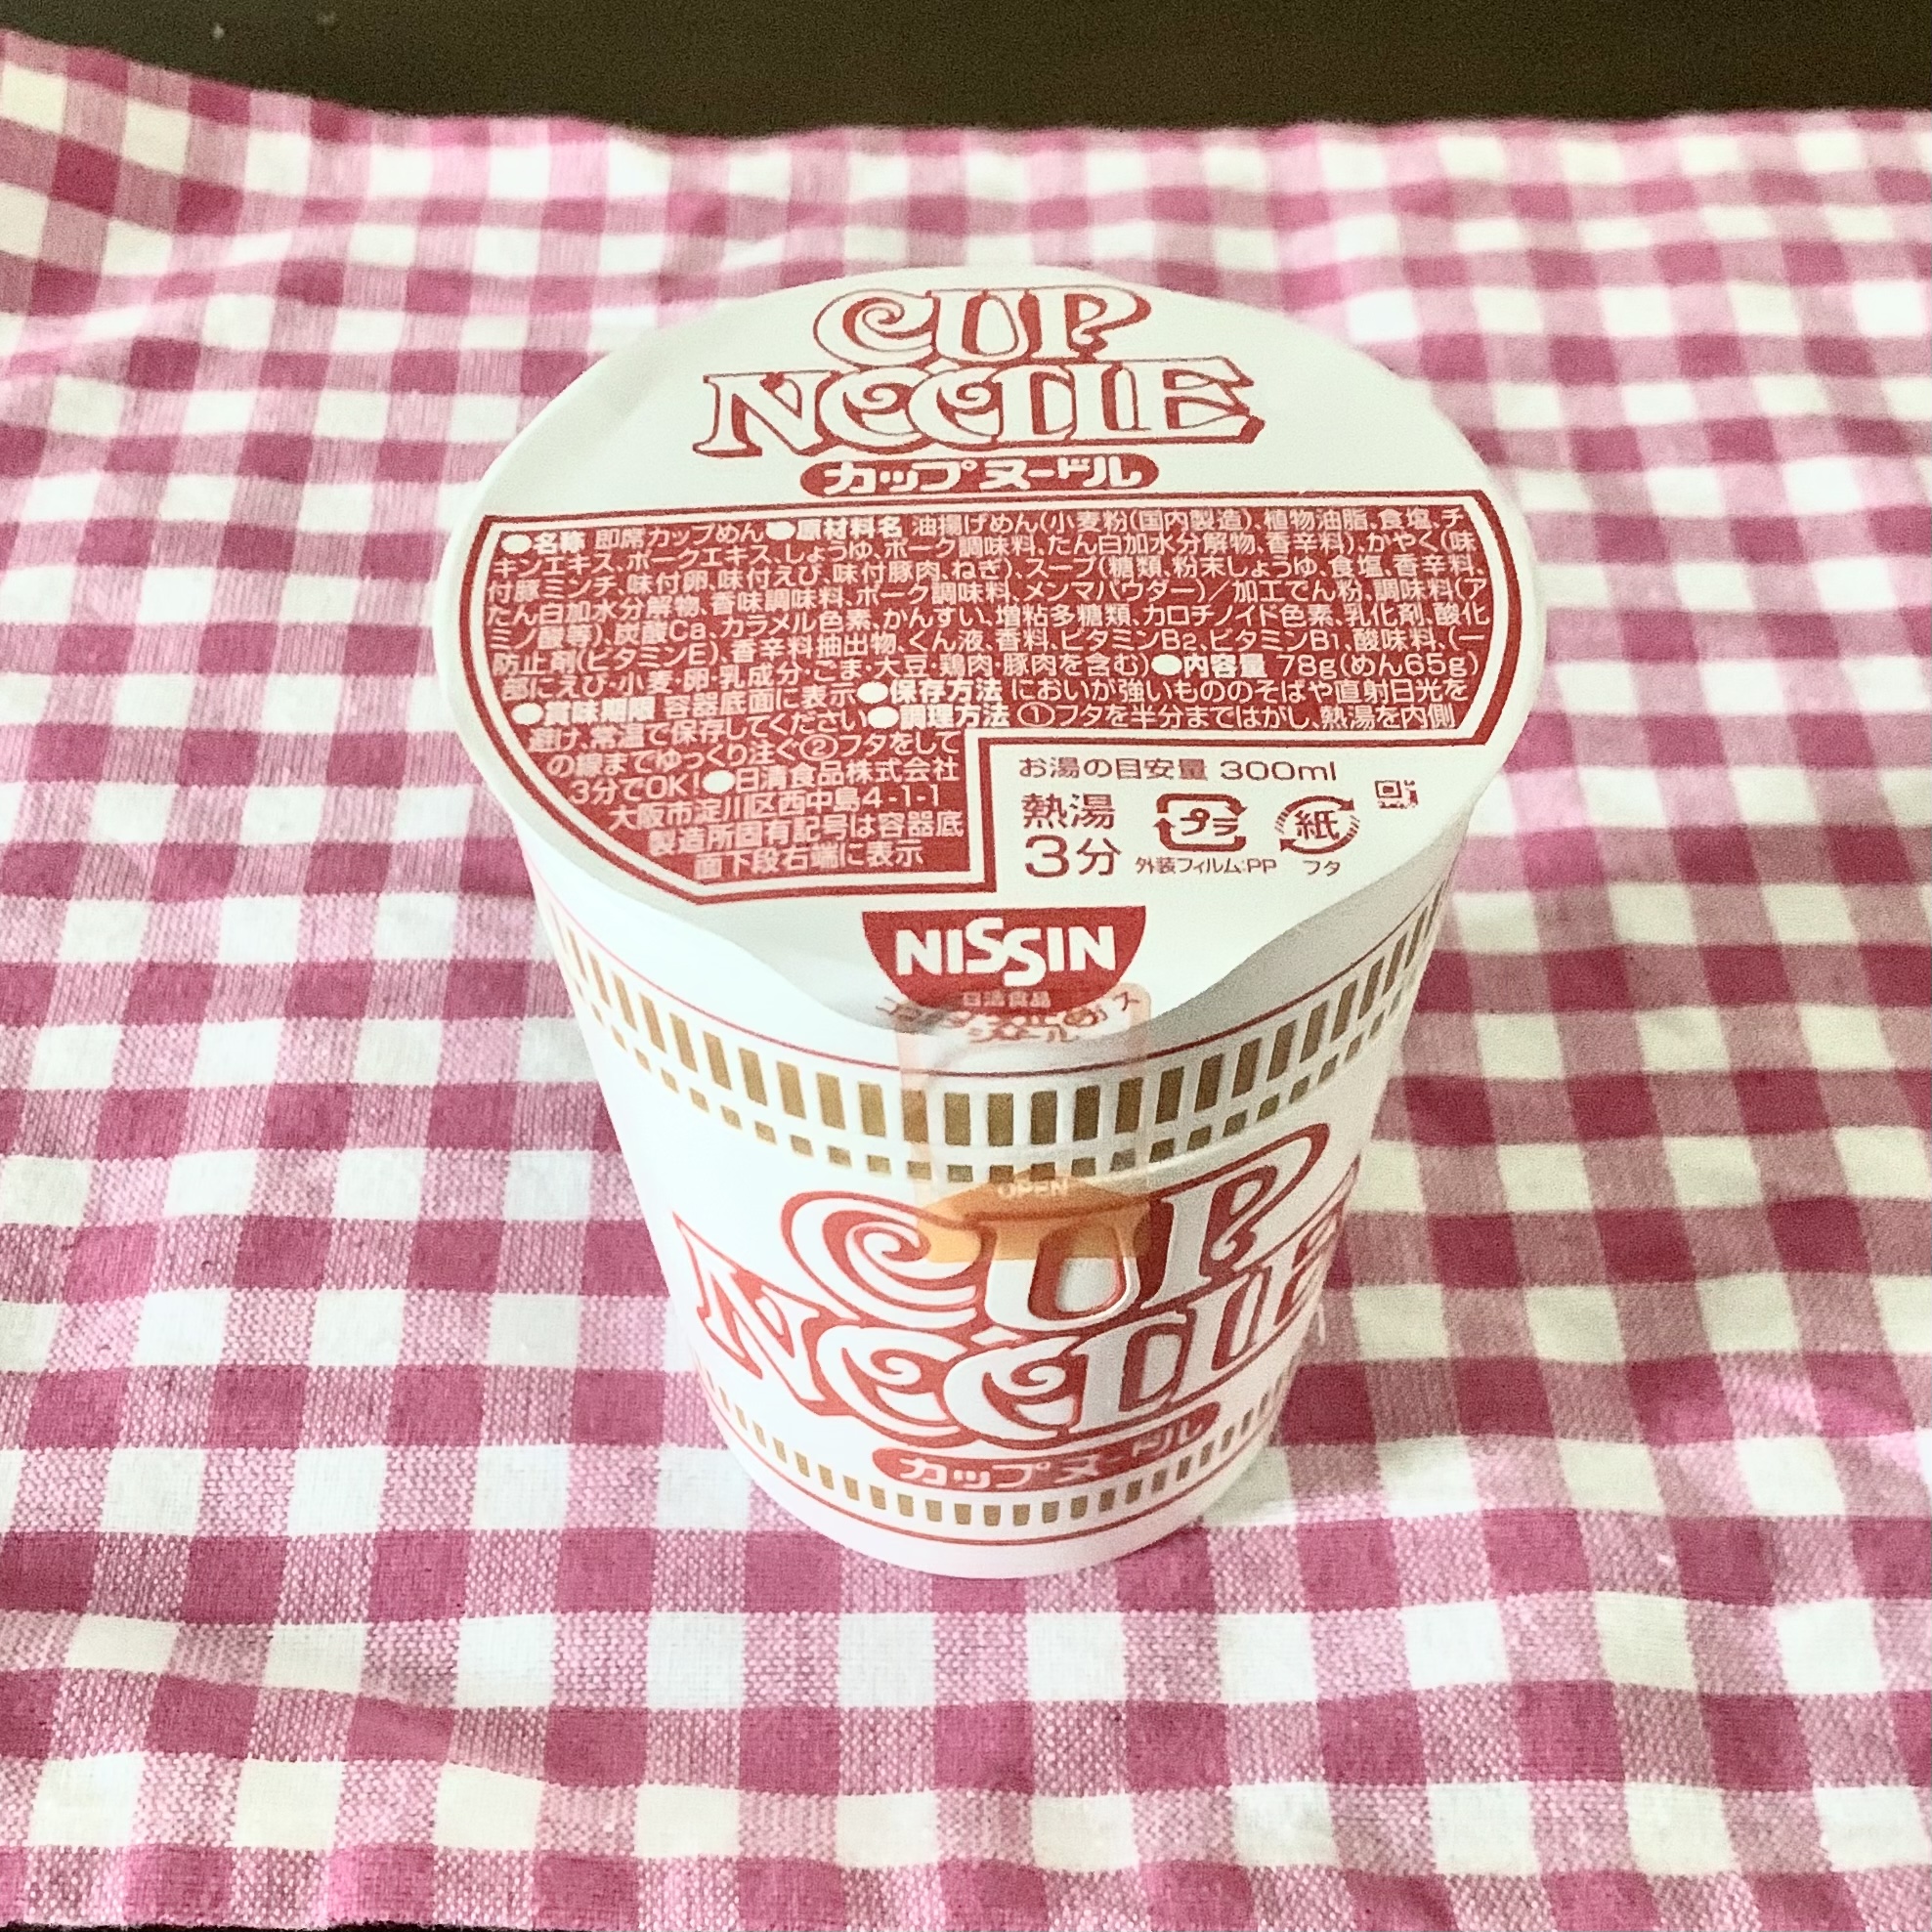 CUP
NOODLE
カップヌードル
●名称 即席カップめん●原材料名 油揚げめん(小麦粉(国内製造)、植物油脂、食塩、チ
キンエキス、ポークエキス、しょうゆ、ポーク調味料、たん白加水分解物、香辛料)、かやく(味
付豚ミンチ、味付卵、味付えび、味付豚肉、ねぎ)、スープ(糖類、粉末しょうゆ、食塩、香辛料、
たん白加水分解物、香味調味料、ポーク調味料、メンマパウダー)／加工でん粉、調味料(ア
ミノ酸等)、炭酸Ca、カラメル色素、かんすい、増粘多糖類、カロチノイド色素、乳化剤、酸化
防止剤(ビタミンE)、香辛料抽出物、くん液、香料、ビタミンB2、ビタミンB1、酸味料、(一
部にえび・小麦・卵・乳成分・ごま・大豆・鶏肉・豚肉を含む)●内容量 78g(めん65g)
●賞味期限 容器底面に表示●保存方法 においが強いもののそばや直射日光を
避け、常温で保存してください●調理方法 ①フタを半分まではがし、熱湯を内側
の線までゆっくり注ぐ②フタをして
3分でOK!●日清食品株式会社
大阪市淀川区西中島4-1-1
製造所固有記号は容器底
面下段右端に表示
お湯の目安量 300ml
熱湯
3分
プラ
外装フィルム:PP
紙
フタ
NISSIN
日清食品
シール
OPEN
CUP
NOODLE
カップヌードル